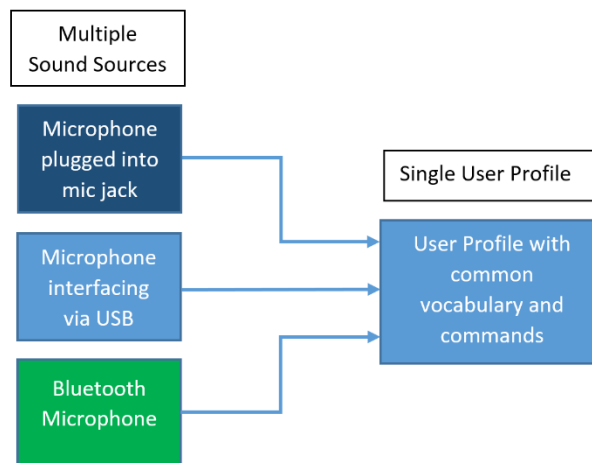 Multiple
Sound Sources
Microphone
plugged into
mic jack
Microphone
interfacing
via USB
Bluetooth
Microphone
Single User Profile
User Profile with
common
vocabulary and
commands